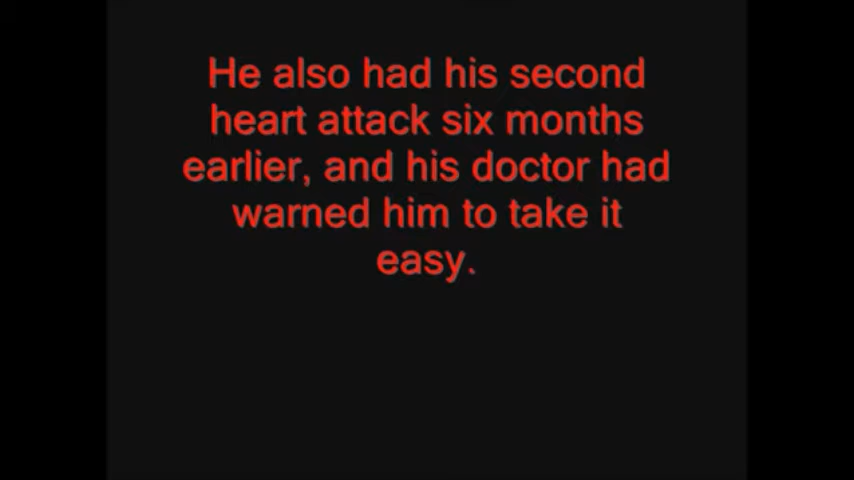 He also had his second
heart attack six months
earlier, and his doctor had
warned him to take it
easy.